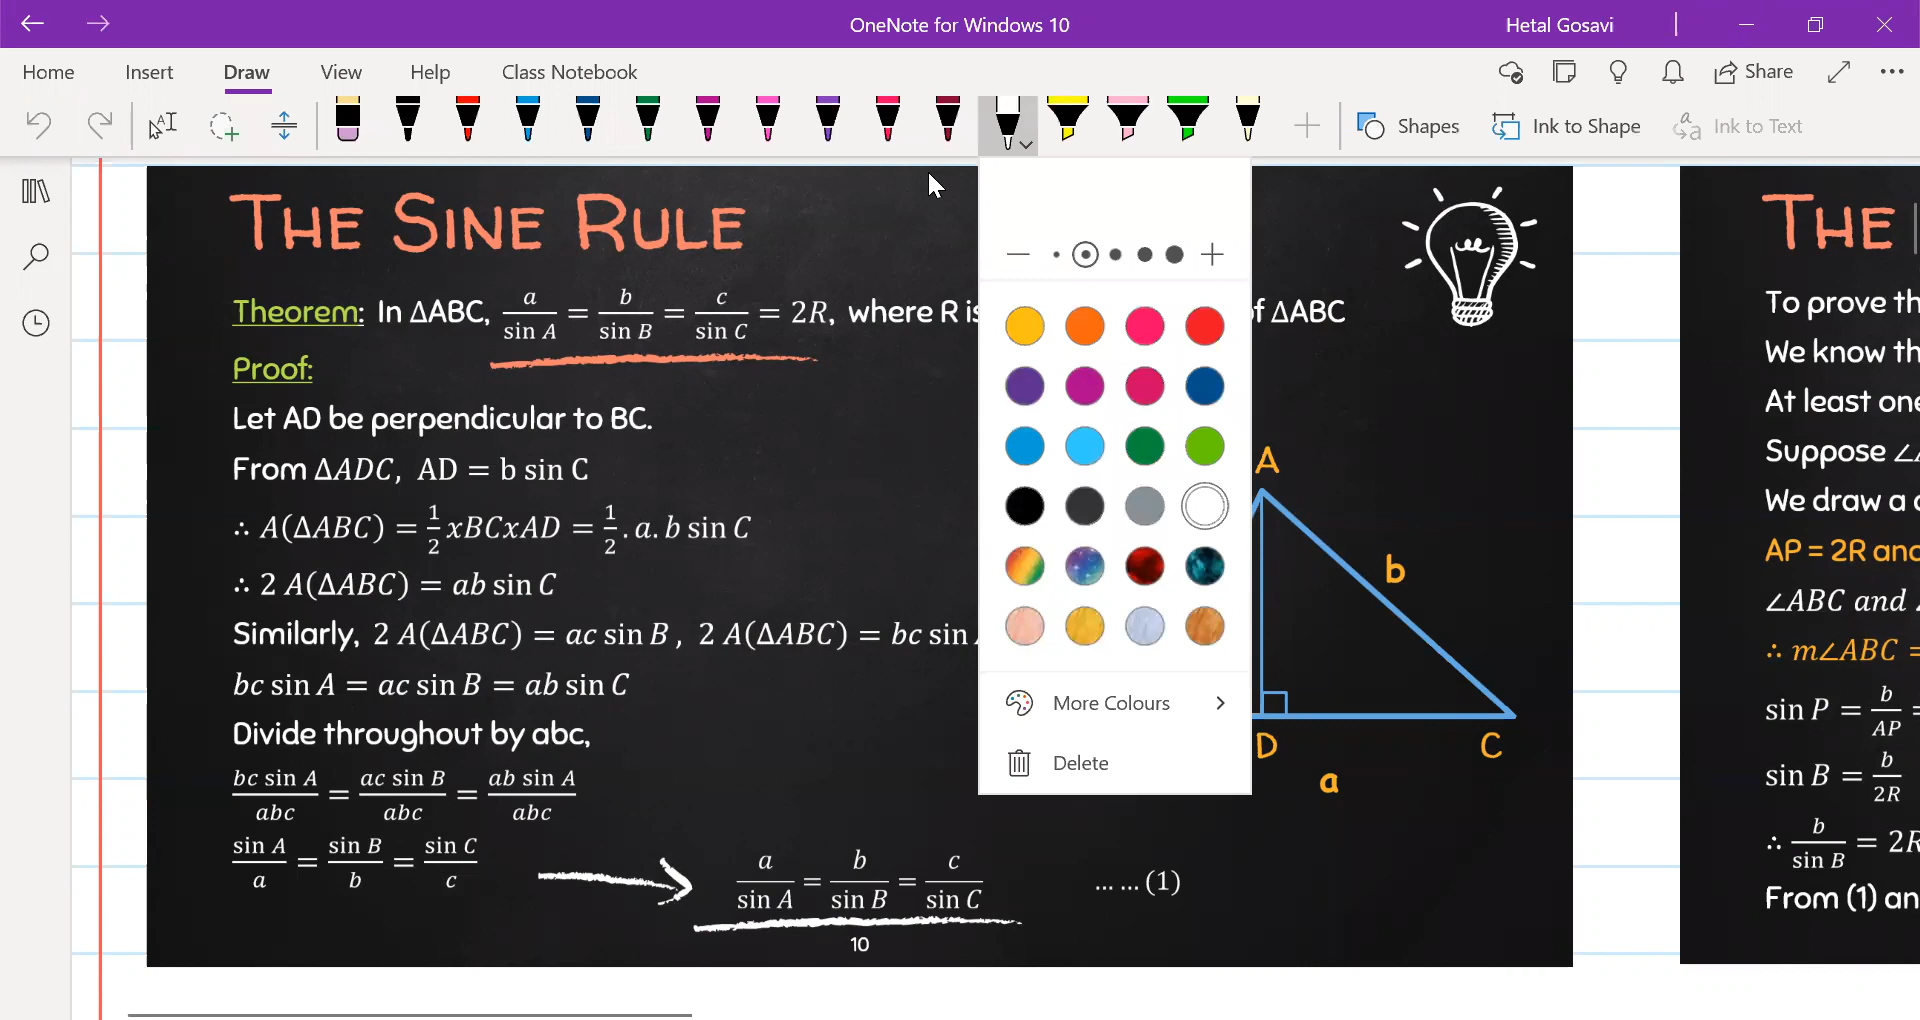 OneNote for Windows 10
Hetal Gosavi
Home Insert Draw View Help Class Notebook
Share
Shapes Ink to Shape Ink to Text
THE SINE RULE
Theorem: In ΔABC, a/sin A = b/sin B = c/sin C = 2R, where R is
f ΔABC
Proof:
Let AD be perpendicular to BC.
From ΔADC, AD = b sin C
∴ A(ΔABC) = 1/2 xBCxAD = 1/2 . a. b sin C
∴ 2 A(ΔABC) = ab sin C
Similarly, 2 A(ΔABC) = ac sin B , 2 A(ΔABC) = bc sin
bc sin A = ac sin B = ab sin C
Divide throughout by abc,
bc sin A/abc = ac sin B/abc = ab sin A/abc
sin A/a = sin B/b = sin C/c
a/sin A = b/sin B = c/sin C
... ... (1)
10
More Colours
Delete
A
b
D
C
a
THE
To prove th
We know th
At least one
Suppose ∠
We draw a
AP = 2R and
∠ABC and
∴ m∠ABC =
sin P = b/AP =
sin B = b/2R
∴ b/sin B = 2R
From (1) an